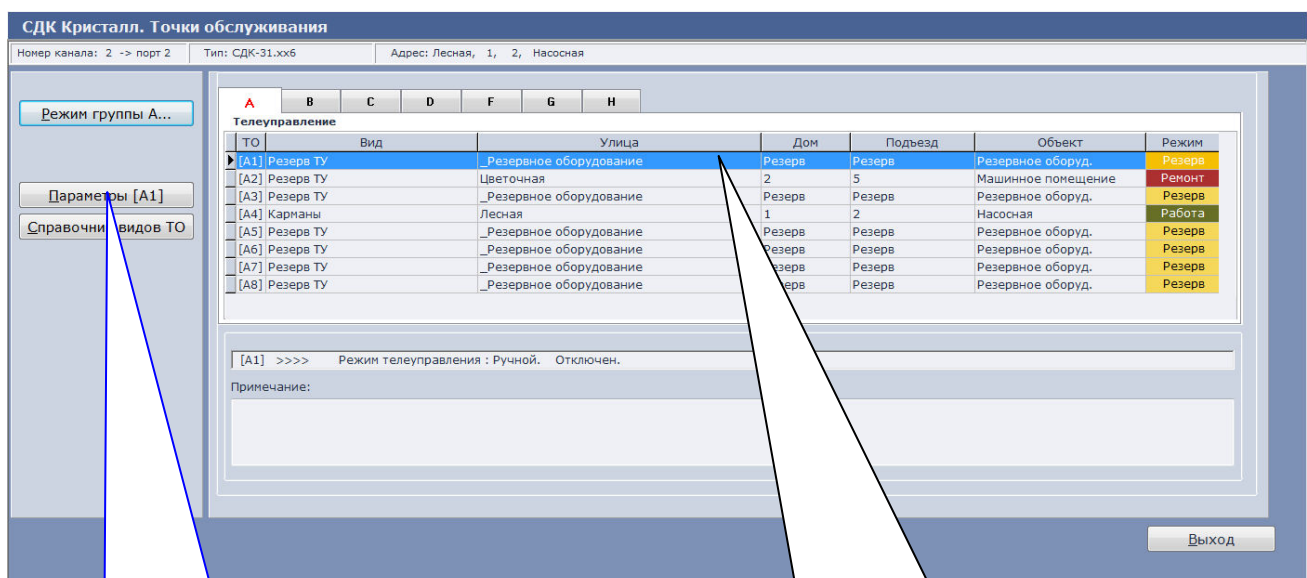 СДК Кристалл. Точки обслуживания
Номер канала: 2 -> порт 2 Тип: СДК-31.xx6 Адрес: Лесная, 1, 2, Насосная
Режим группы А...
Параметры [A1]
Справочник видов ТО
A B C D F G H
Телеуправление
ТО Вид Улица Дом Подъезд Объект Режим
[A1] Резерв ТУ _Резервное оборудование Резерв Резерв Резервное оборуд. Резерв
[A2] Резерв ТУ Цветочная 2 5 Машинное помещение Ремонт
[A3] Резерв ТУ _Резервное оборудование Резерв Резерв Резервное оборуд. Резерв
[A4] Карманы Лесная 1 2 Насосная Работа
[A5] Резерв ТУ _Резервное оборудование Резерв Резерв Резервное оборуд. Резерв
[A6] Резерв ТУ _Резервное оборудование Резерв Резерв Резервное оборуд. Резерв
[A7] Резерв ТУ _Резервное оборудование Резерв Резерв Резервное оборуд. Резерв
[A8] Резерв ТУ _Резервное оборудование Резерв Резерв Резервное оборуд. Резерв
[A1] >>>> Режим телеуправления : Ручной. Отключен.
Примечание:
Выход